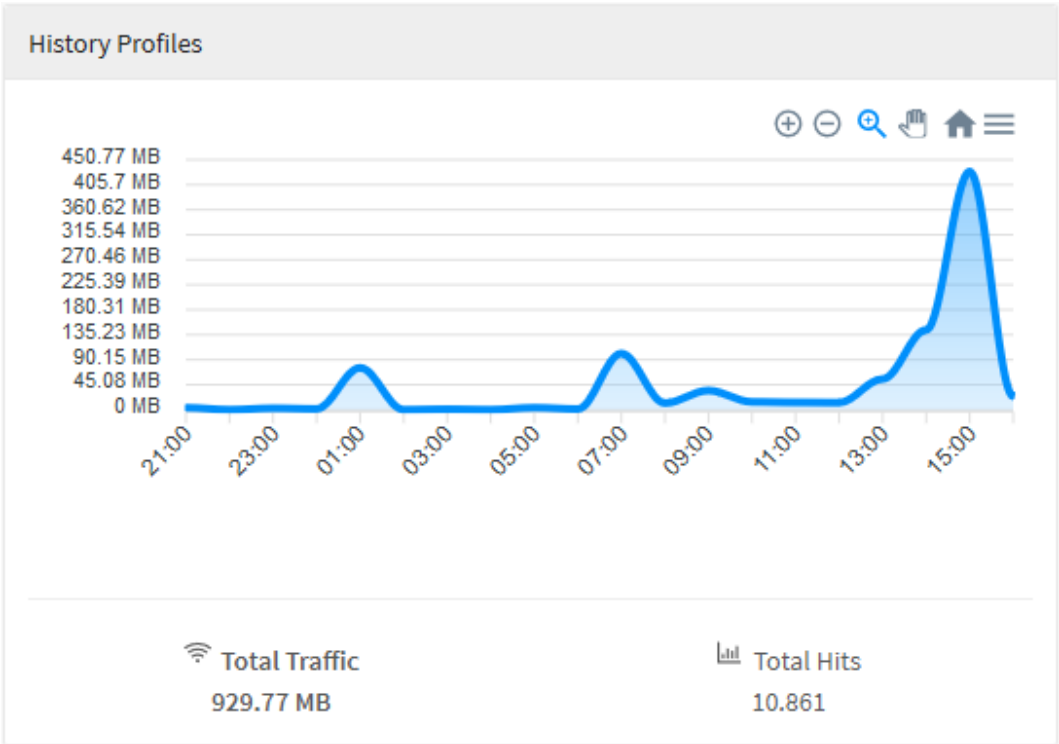 History Profiles
450.77 MB
405.7 MB
360.62 MB
315.54 MB
270.46 MB
225.39 MB
180.31 MB
135.23 MB
90.15 MB
45.08 MB
0 MB
21:00 23:00 01:00 03:00 05:00 07:00 09:00 11:00 13:00 15:00
Total Traffic Total Hits
929.77 MB 10.861